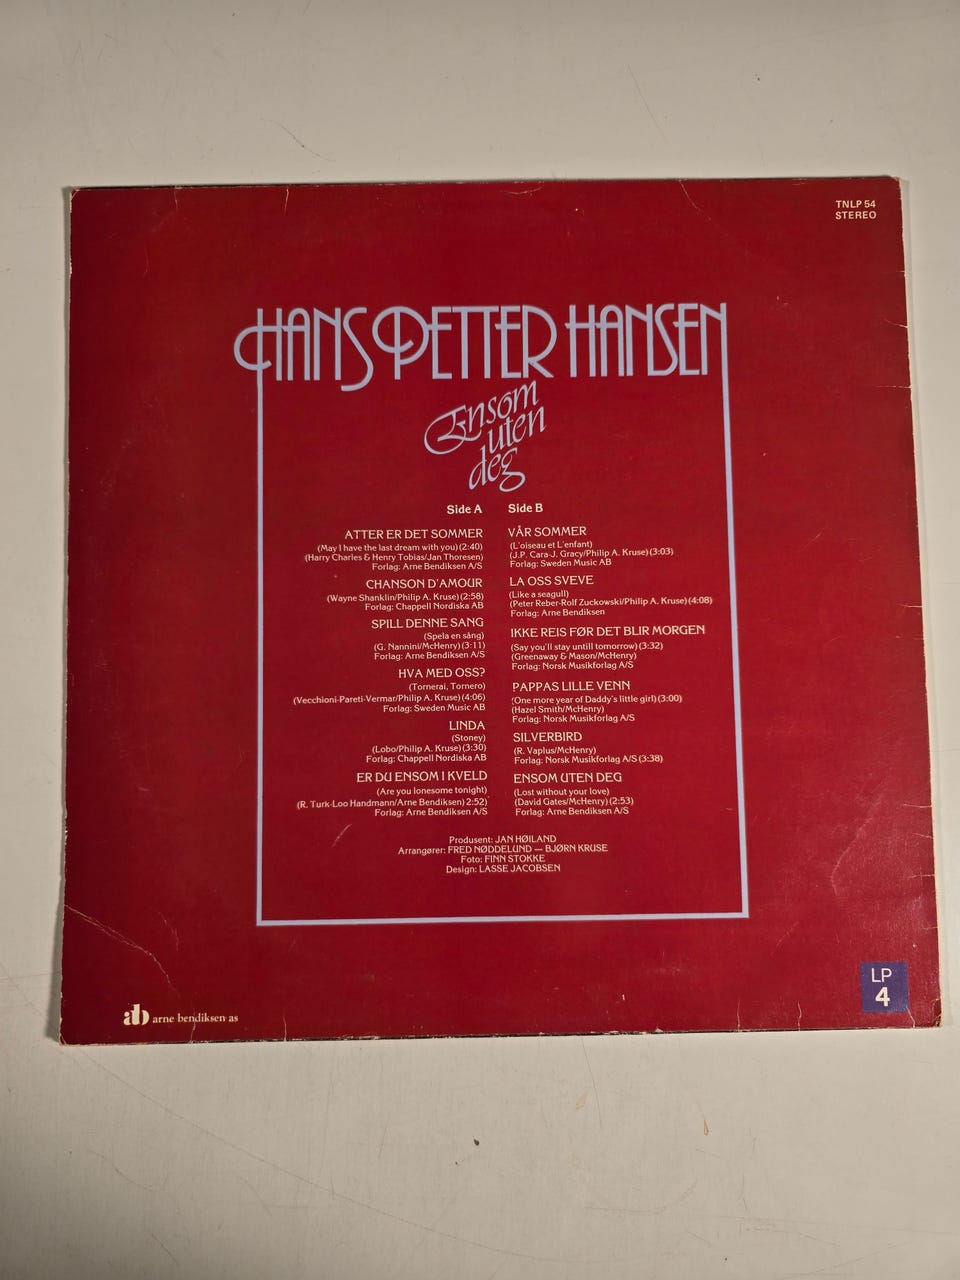 TNLP 54
STEREO
HANS PETTER HANSEN
Ensom
uten
deg
Side A
ATTER ER DET SOMMER
(May I have the last dream with you) (2:40)
(Harry Charles & Henry Tobias/Jan Thoresen)
Forlag: Arne Bendiksen A/S
CHANSON D'AMOUR
(Wayne Shanklin/Philip A. Kruse) (2:58)
Forlag: Chappell Nordiska AB
SPILL DENNE SANG
(Spela en sång)
(G. Nannini/McHenry) (3:11)
Forlag: Arne Bendiksen A/S
HVA MED OSS?
(Tornerai, Tornero)
(Vecchioni-Pareti-Vermar/Philip A. Kruse) (4:06)
Forlag: Sweden Music AB
LINDA
(Stoney)
(Lobo/Philip A. Kruse) (3:30)
Forlag: Chappell Nordiska AB
ER DU ENSOM I KVELD
(Are you lonesome tonight)
(R. Turk-Loo Handmann/Arne Bendiksen) 2:52)
Forlag: Arne Bendiksen A/S
Side B
VÅR SOMMER
(L'oiseau et L'enfant)
(J.P. Cara-J. Gracy/Philip A. Kruse) (3:03)
Forlag: Sweden Music AB
LA OSS SVEVE
(Like a seagull)
(Peter Reber-Rolf Zuckowski/Philip A. Kruse) (4:08)
Forlag: Arne Bendiksen
IKKE REIS FØR DET BLIR MORGEN
(Say you'll stay untill tomorrow) (3:32)
(Greenaway & Mason/McHenry)
Forlag: Norsk Musikforlag A/S
PAPPAS LILLE VENN
(One more year of Daddy's little girl) (3:00)
(Hazel Smith/McHenry)
Forlag: Norsk Musikforlag A/S
SILVERBIRD
(R. Vaplus/McHenry)
Forlag: Norsk Musikforlag A/S (3:38)
ENSOM UTEN DEG
(Lost without your love)
(David Gates/McHenry) (2:53)
Forlag: Arne Bendiksen A/S
Produsent: JAN HØILAND
Arrangører: FRED NØDDELUND — BJØRN KRUSE
Foto: FINN STOKKE
Design: LASSE JACOBSEN
ab arne bendiksen as
LP
4